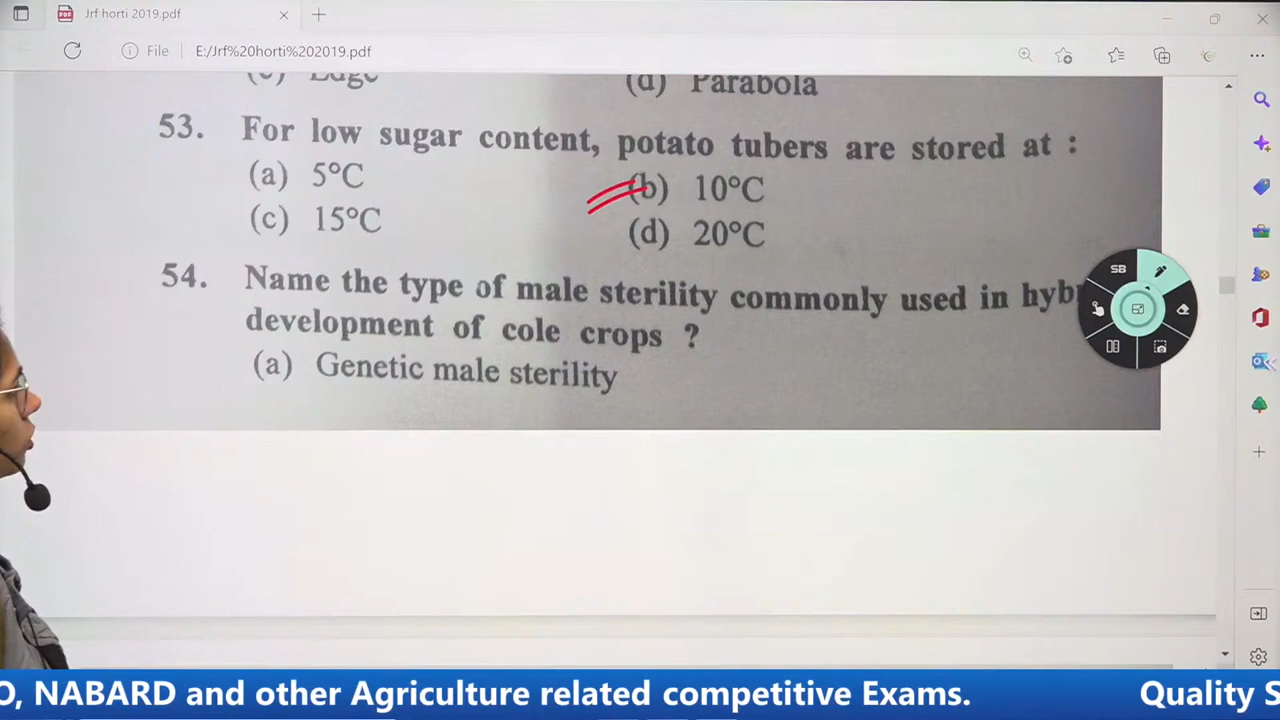 Jrf horti 2019.pdf
File E:/Jrf%20horti%202019.pdf
(d) Parabola
53. For low sugar content, potato tubers are stored at :
(a) 5°C
(b) 10°C
(c) 15°C
(d) 20°C
54. Name the type of male sterility commonly used in
development of cole crops ?
(a) Genetic male sterility
SB
O, NABARD and other Agriculture related competitive Exams. Quality S